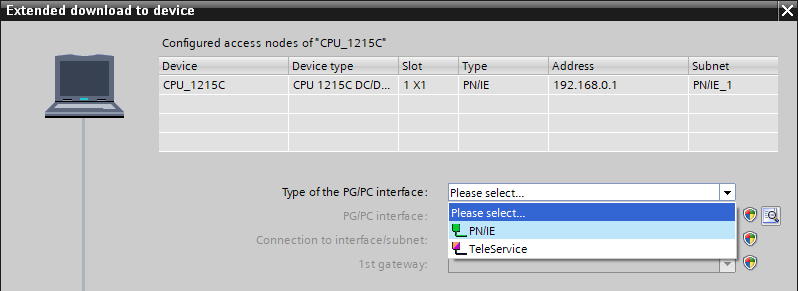 Extended download to device
Configured access nodes of "CPU_1215C"
Device Device type Slot Type Address Subnet
CPU_1215C CPU 1215C DC/D... 1 X1 PN/IE 192.168.0.1 PN/IE_1
Type of the PG/PC interface: Please select...
Please select...
PG/PC interface:
PN/IE
Connection to interface/subnet:
TeleService
1st gateway: